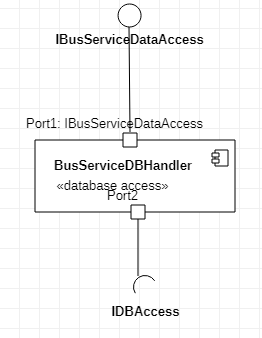 IBusServiceDataAccess
Port1: IBusServiceDataAccess
BusServiceDBHandler
«database access»
Port2
IDBAccess